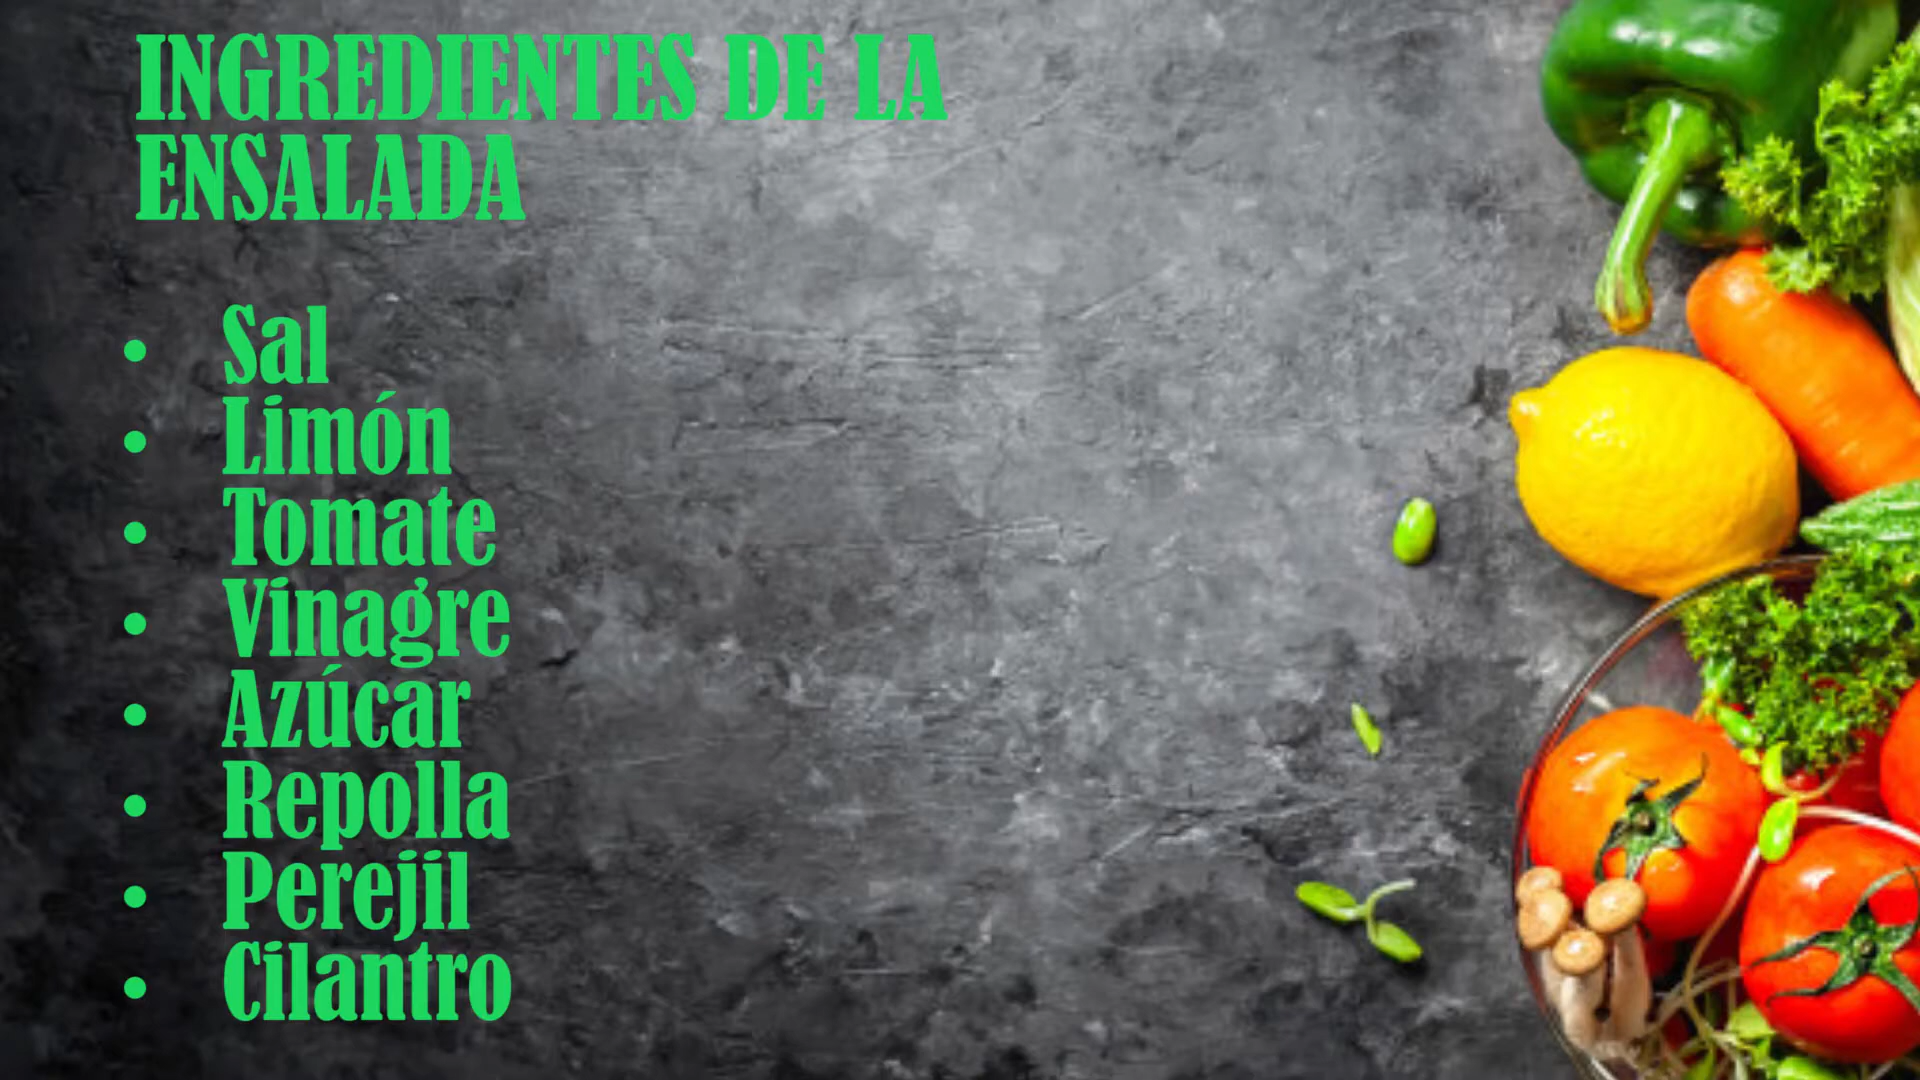 INGREDIENTES DE LA
ENSALADA
• Sal
• Limón
• Tomate
• Vinagre
• Azúcar
• Repolla
• Perejil
• Cilantro